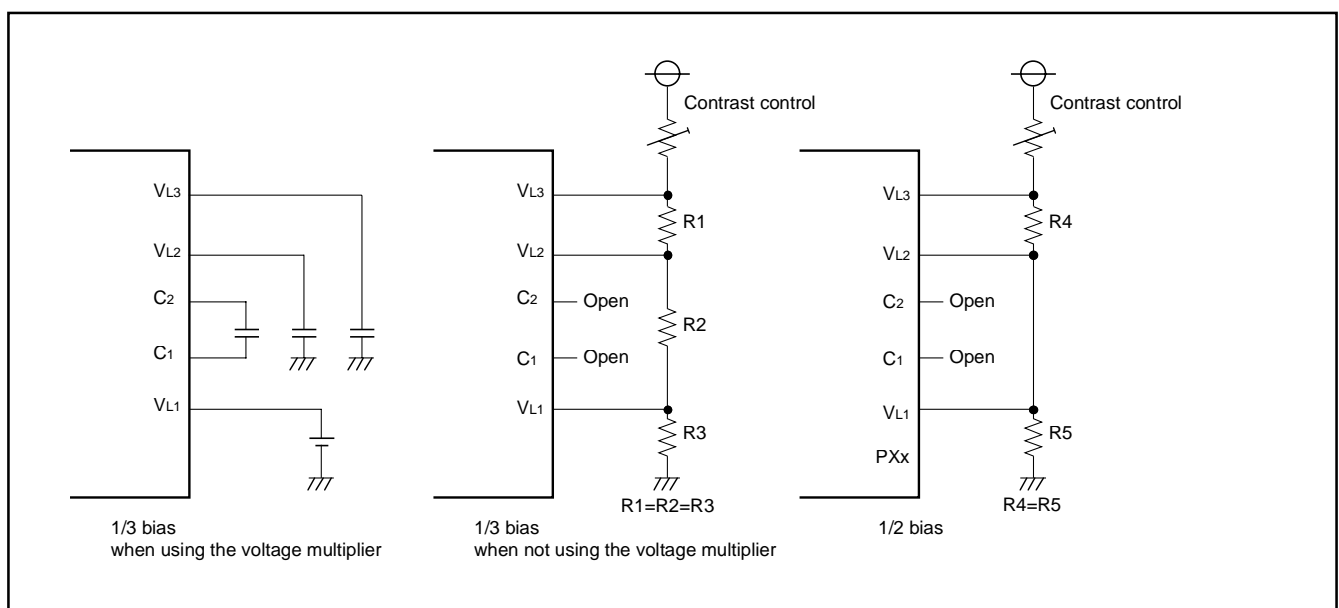 Contrast control
Contrast control
VL3
VL2
C2
C1
VL1
1/3 bias
when using the voltage multiplier
VL3
VL2
C2
Open
C1
Open
VL1
R1
R2
R3
R1=R2=R3
1/3 bias
when not using the voltage multiplier
VL3
VL2
C2
Open
C1
Open
VL1
PXx
R4
R5
R4=R5
1/2 bias